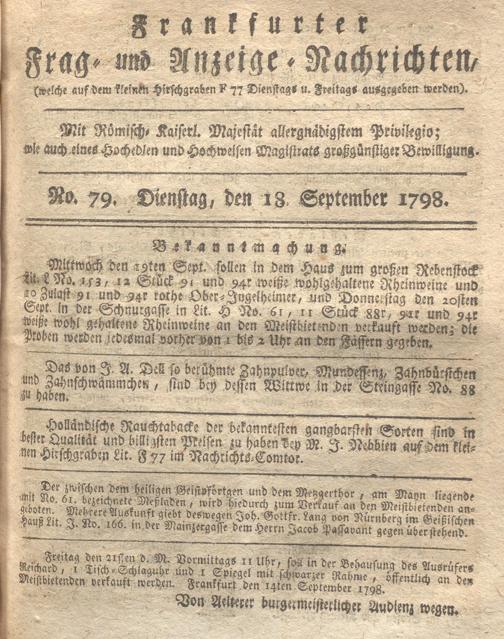 Frankfurter
Frag- und Anzeige-Nachrichten,
(welche auf dem kleinen Hirschgraben F 77 Dienstags u. Freitags ausgegeben werden).
Mit Römisch-Kaiserl. Majestät allergnädigstem Privilegio;
wie auch eines Hochedlen und Hochweisen Magistrats großgünstiger Bewilligung.
No. 79. Dienstag, den 18 September 1798.
Bekanntmachung.
Mittwoch den 19ten Sept. sollen in dem Haus zum großen Rebenstock
Lit. L No. 153, 12 Stück 91 und 94r weiße wohlgehaltene Rheinweine und
10 Zulast 91 und 94r rothe Ober-Ingelheimer, und Donnerstag den 20sten
Sept. in der Schnurgasse in Lit. H No. 61, 11 Stück 88r, 91r und 94r
weiße wohl gehaltene Rheinweine an den Meistbietenden verkauft werden; die
Proben werden jedesmal vorher von 1 bis 2 Uhr an den Fässern gegeben.
Das von J. A. Dell so berühmte Zahnpulver, Mundessenz, Zahnbürstchen
und Zahnschwämmchen, sind bey dessen Wittwe in der Steingasse No. 88
zu haben.
Holländische Rauchtabacke der bekanntesten gangbarsten Sorten sind in
bester Qualität und billigsten Preisen zu haben bey M. J. Nebbien auf dem klei-
nen Hirschgraben Lit. F 77 im Nachrichts-Comtor.
Der zwischen dem heiligen Geistpförtgen und dem Metzgerthor, am Mayn liegende
mit No. 61. bezeichnete Meßladen, wird hiedurch zum Verkauf an den Meistbietenden an-
geboten. Mehrere Auskunft giebt deswegen Joh. Gottfr. Lang von Nürnberg im Geißischen
Haus Lit. J. No. 166. in der Mainzergasse dem Herrn Jacob Passavant gegen überstehend.
Freitag den 21sten d. M. Vormittags 11 Uhr, soll in der Behausung des Ausrüfers
Reichard, 1 Tisch-Schlaguhr und 1 Spiegel mit schwarzer Rahme, öffentlich an den
Meistbietenden verkauft werden. Frankfurt den 14ten September 1798.
Von Aelterer burgermeisterlicher Audienz wegen.